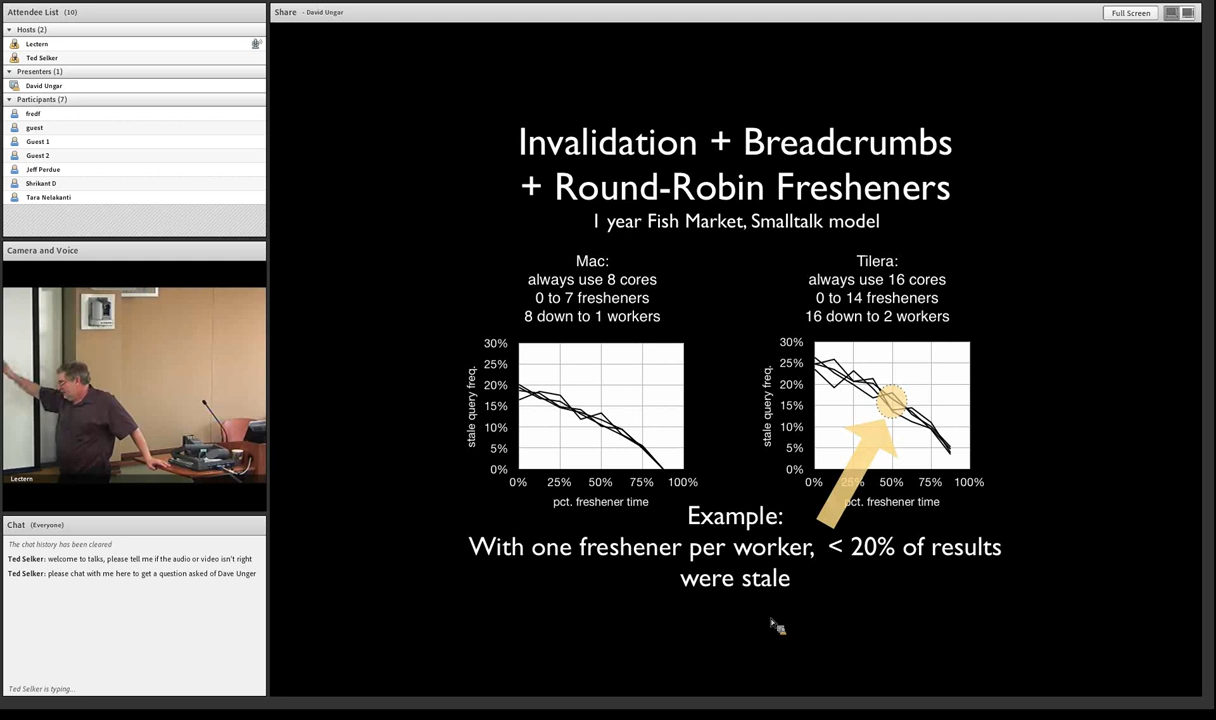 Attendee List (10)
Hosts (2)
Lectern
Ted Selker
Presenters (1)
David Ungar
Participants (7)
fredf
guest
Guest 1
Guest 2
Jeff Perdue
Shrikant D
Tara Nelakanti
Camera and Voice
Lectern
Chat (Everyone)
The chat history has been cleared
Ted Selker: welcome to talks, please tell me if the audio or video isn't right
Ted Selker: please chat with me here to get a question asked of Dave Unger
Ted Selker is typing...
Share - David Ungar
Full Screen
Invalidation + Breadcrumbs
+ Round-Robin Fresheners
1 year Fish Market, Smalltalk model
Mac:
always use 8 cores
0 to 7 fresheners
8 down to 1 workers
30%
25%
20%
15%
10%
5%
0%
stale query freq.
0% 25% 50% 75% 100%
pct. freshener time
Tilera:
always use 16 cores
0 to 14 fresheners
16 down to 2 workers
30%
25%
20%
15%
10%
5%
0%
stale query freq.
0% 25% 50% 75% 100%
pct. freshener time
Example:
With one freshener per worker, < 20% of results
were stale